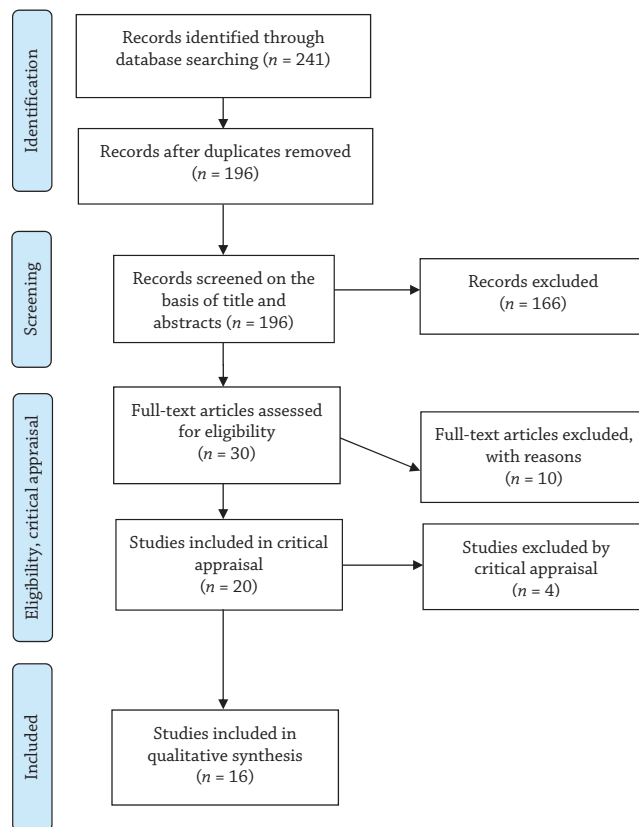 Identification
Records identified through
database searching (n = 241)
Records after duplicates removed
(n = 196)
Screening
Records screened on the
basis of title and
abstracts (n = 196)
Records excluded
(n = 166)
Eligibility, critical appraisal
Full-text articles assessed
for eligibility
(n = 30)
Full-text articles excluded,
with reasons
(n = 10)
Studies included in critical
appraisal
(n = 20)
Studies excluded by
critical appraisal
(n = 4)
Included
Studies included in
qualitative synthesis
(n = 16)